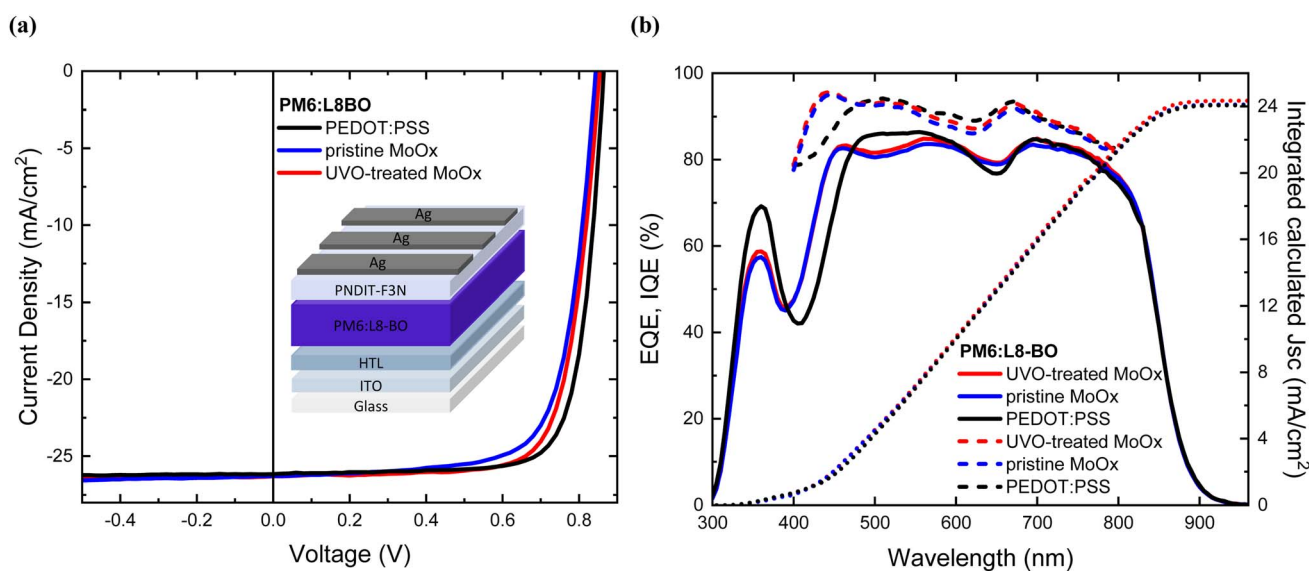 (a)
Current Density (mA/cm²)
0
-5
-10
-15
-20
-25
PM6:L8BO
PEDOT:PSS
pristine MoOx
UVO-treated MoOx
Ag
Ag
Ag
PNDIT-F3N
PM6:L8-BO
HTL
ITO
Glass
-0.4 -0.2 0.0 0.2 0.4 0.6 0.8
Voltage (V)
(b)
EQE, IQE (%)
100
80
60
40
20
0
PM6:L8-BO
UVO-treated MoOx
pristine MoOx
PEDOT:PSS
UVO-treated MoOx
pristine MoOx
PEDOT:PSS
24
20
16
12
8
4
0
Integrated calculated Jsc (mA/cm²)
300 400 500 600 700 800 900
Wavelength (nm)